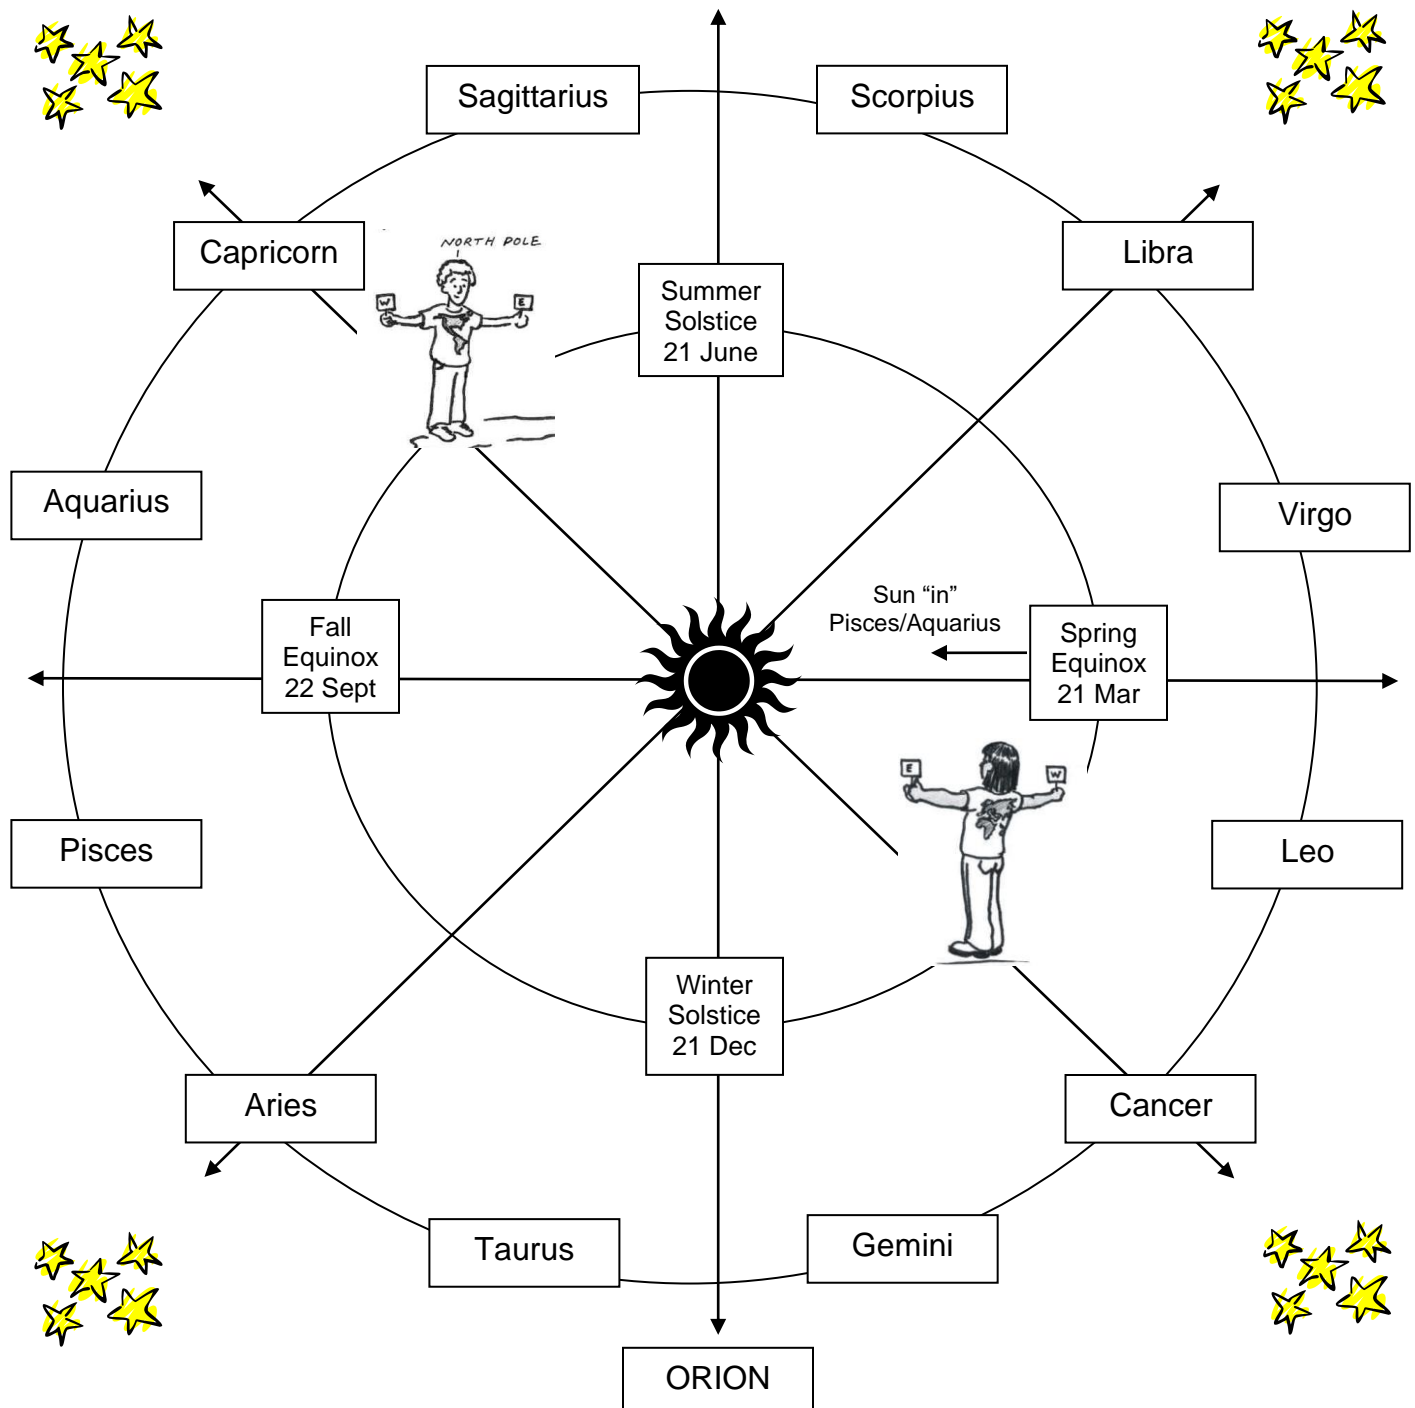 Sagittarius
Scorpius
Capricorn
NORTH POLE
W
E
Summer
Solstice
21 June
Libra
Aquarius
Virgo
Fall
Equinox
22 Sept
Sun “in”
Pisces/Aquarius
Spring
Equinox
21 Mar
E
W
Pisces
Leo
Winter
Solstice
21 Dec
Aries
Cancer
Taurus
Gemini
ORION